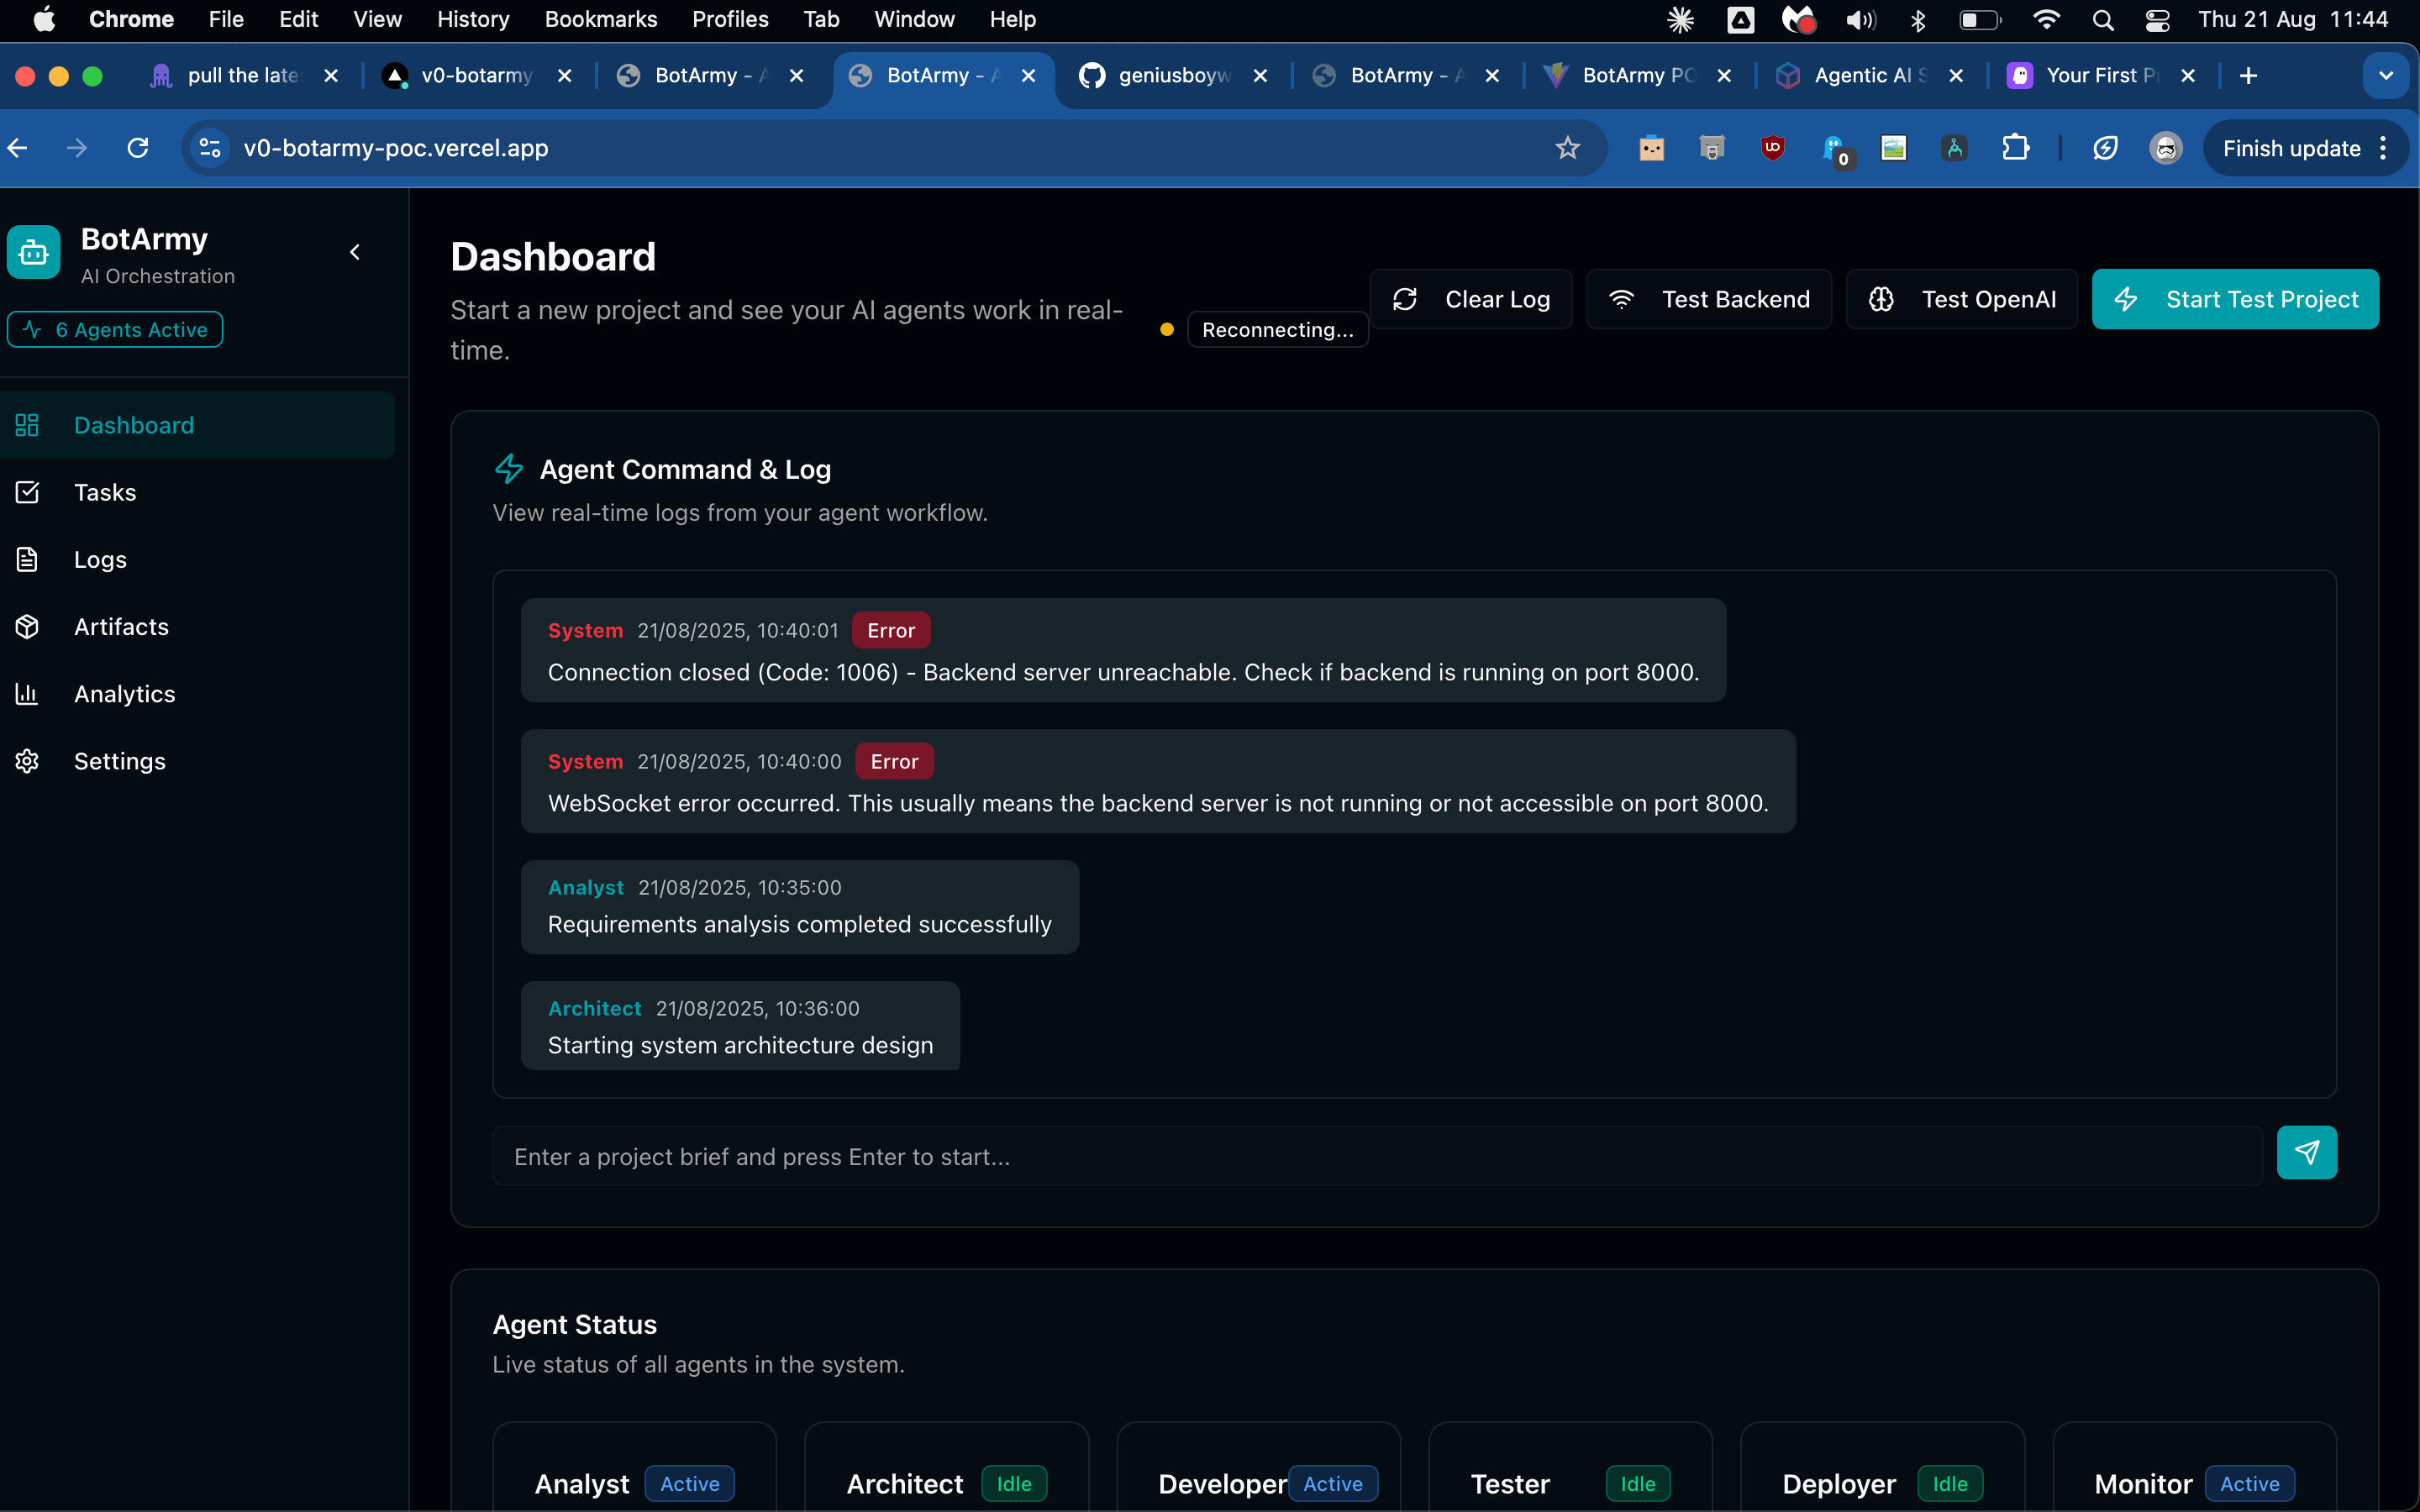 Chrome File Edit View History Bookmarks Profiles Tab Window Help Thu 21 Aug 11:44
pull the late v0-botarmy BotArmy - A BotArmy - A geniusboyw BotArmy - A BotArmy PO Agentic AI S Your First P
v0-botarmy-poc.vercel.app 0 Finish update
BotArmy
AI Orchestration
6 Agents Active
Dashboard
Tasks
Logs
Artifacts
Analytics
Settings
Dashboard
Start a new project and see your AI agents work in real-
time.
Reconnecting...
Clear Log
Test Backend
Test OpenAI
Start Test Project
Agent Command & Log
View real-time logs from your agent workflow.
System 21/08/2025, 10:40:01 Error
Connection closed (Code: 1006) - Backend server unreachable. Check if backend is running on port 8000.
System 21/08/2025, 10:40:00 Error
WebSocket error occurred. This usually means the backend server is not running or not accessible on port 8000.
Analyst 21/08/2025, 10:35:00
Requirements analysis completed successfully
Architect 21/08/2025, 10:36:00
Starting system architecture design
Enter a project brief and press Enter to start...
Agent Status
Live status of all agents in the system.
Analyst Active
Architect Idle
Developer Active
Tester Idle
Deployer Idle
Monitor Active